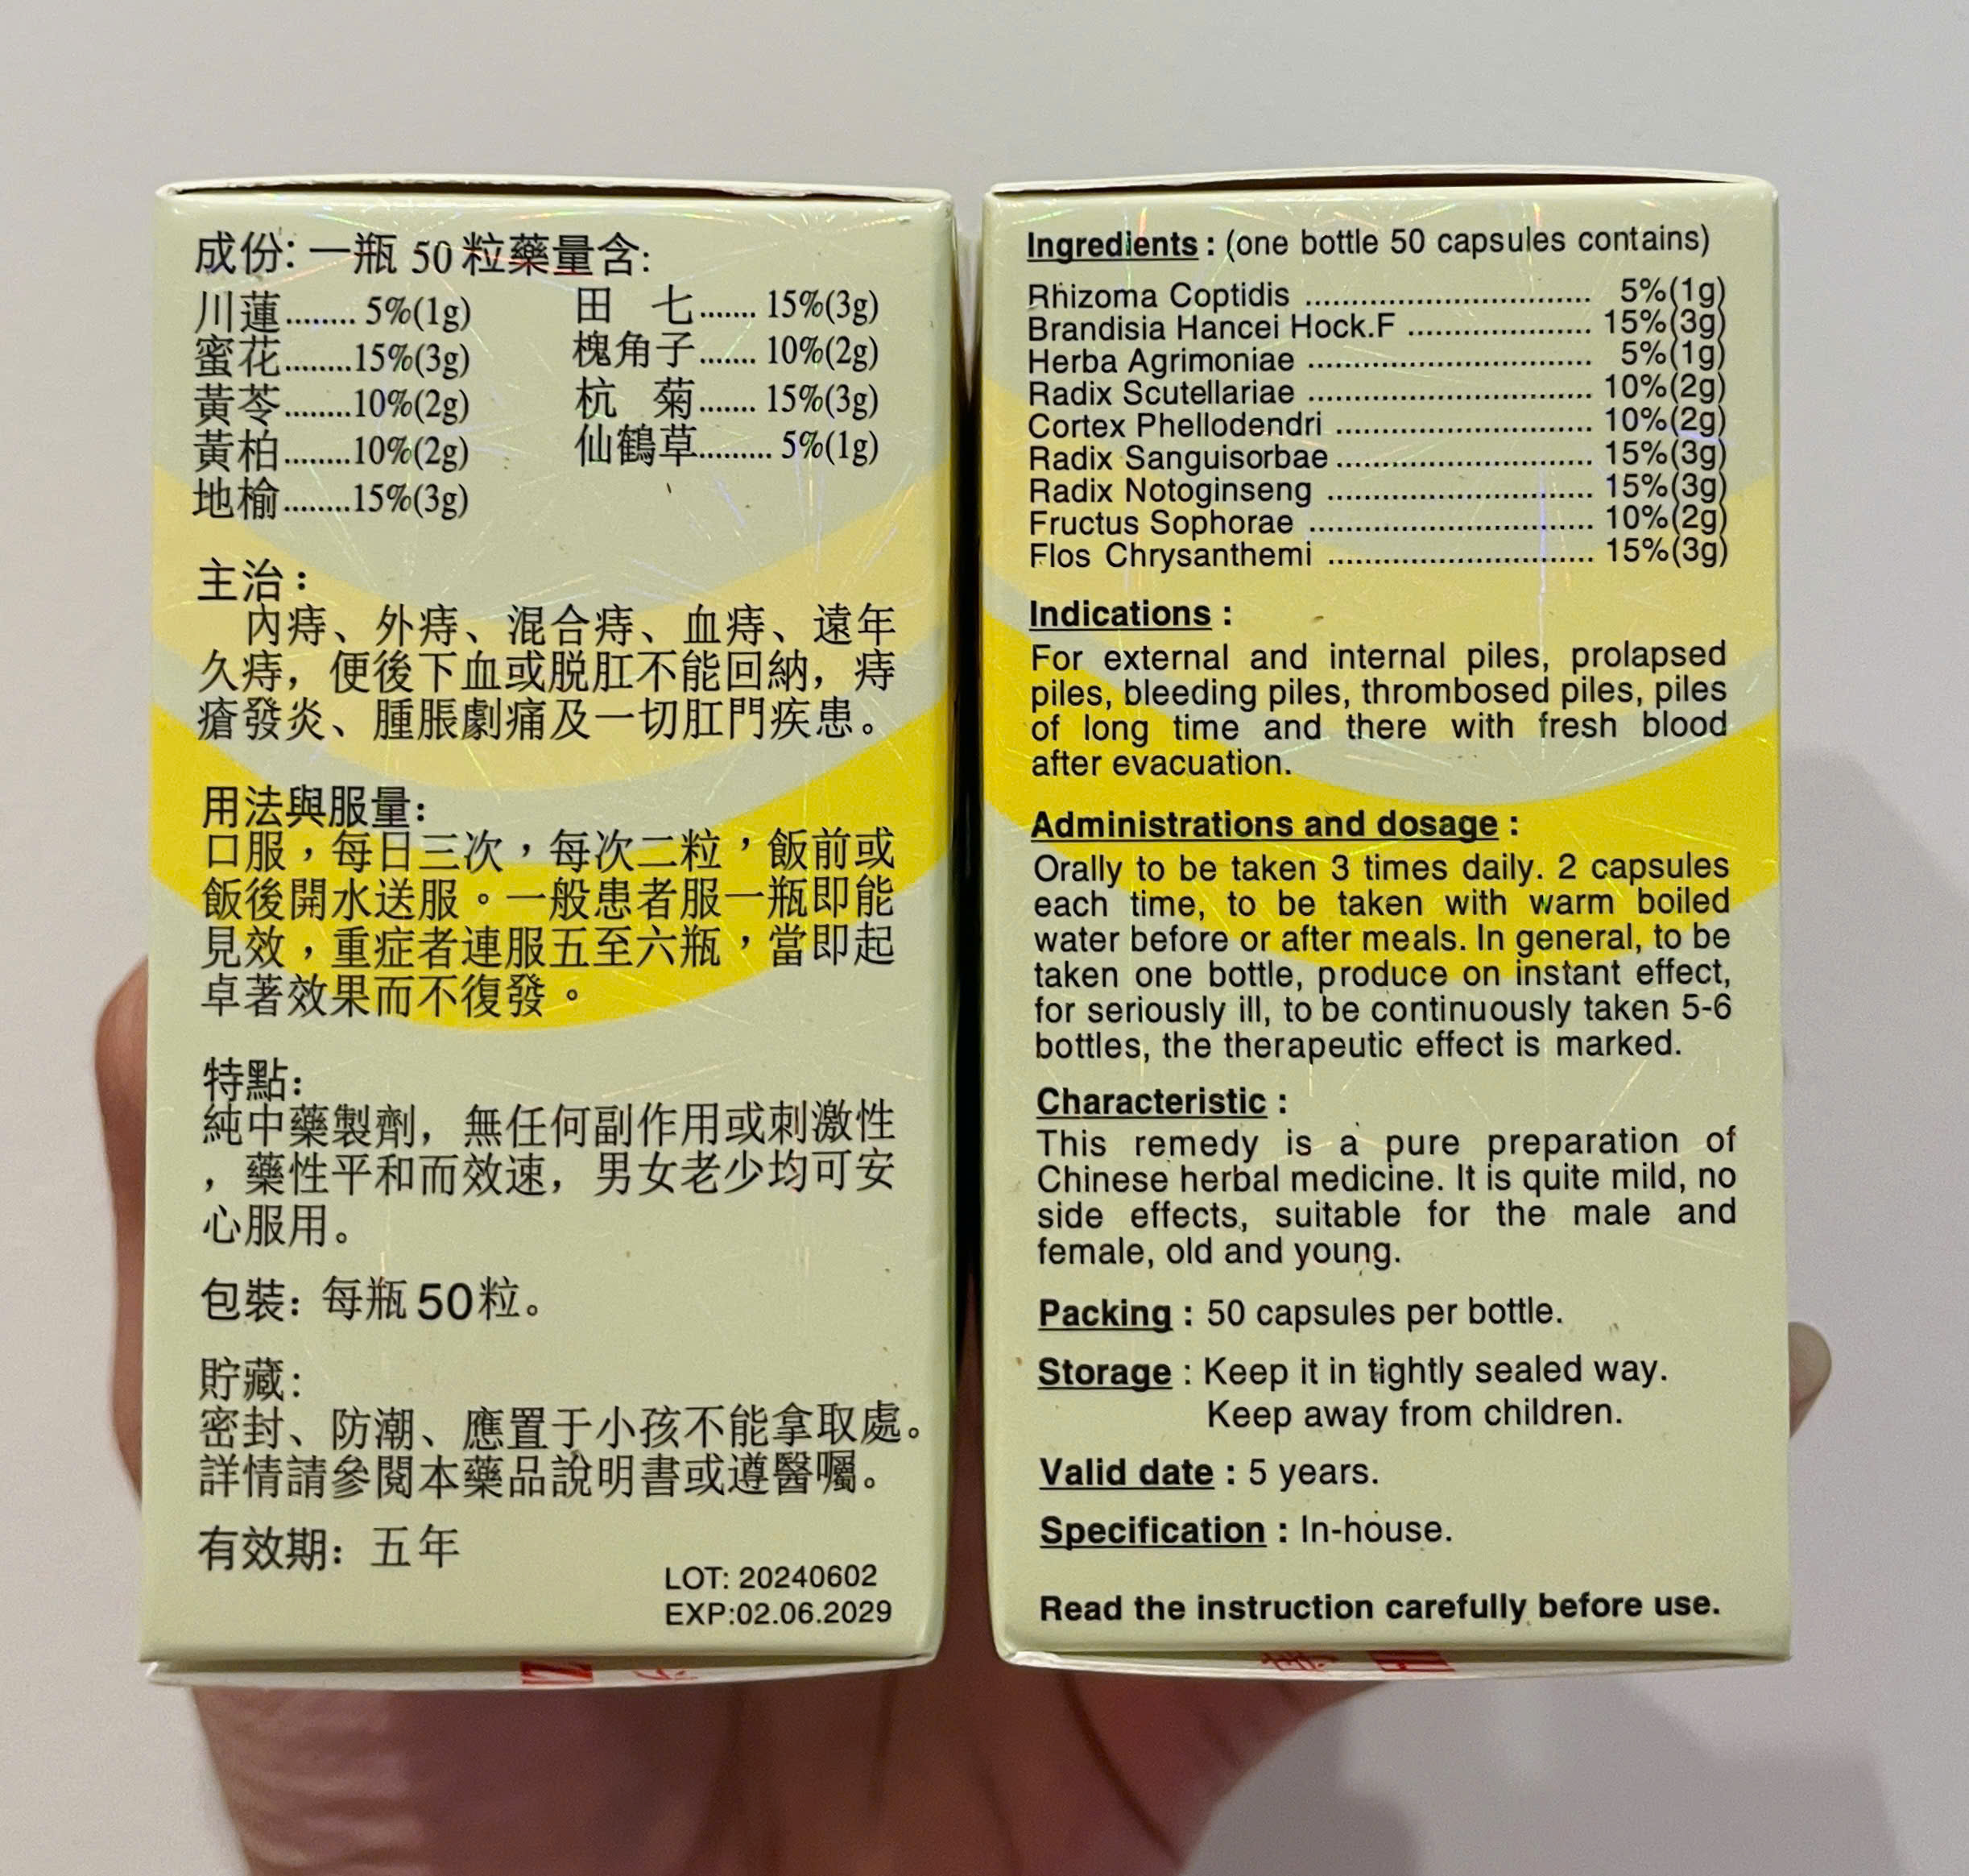 成份: 一瓶 50 粒藥量含:
川蓮........ 5%(1g) 田 七....... 15%(3g)
蜜花........15%(3g) 槐角子....... 10%(2g)
黃苓........10%(2g) 杭 菊....... 15%(3g)
黃柏........10%(2g) 仙鶴草......... 5%(1g)
地榆........15%(3g)
主治：
內痔、外痔、混合痔、血痔、遠年
久痔，便後下血或脱肛不能回納，痔
瘡發炎、腫脹劇痛及一切肛門疾患。
用法與服量:
口服，每日三次，每次二粒，飯前或
飯後開水送服。一般患者服一瓶即能
見效，重症者連服五至六瓶，當即起
卓著效果而不復發。
特點:
純中藥製劑，無任何副作用或刺激性
，藥性平和而效速，男女老少均可安
心服用。
包裝: 每瓶50粒。
貯藏:
密封、防潮、應置于小孩不能拿取處。
詳情請參閱本藥品說明書或遵醫囑。
有效期: 五年
LOT: 20240602
EXP:02.06.2029
Ingredients : (one bottle 50 capsules contains)
Rhizoma Coptidis .............................. 5%(1g)
Brandisia Hancei Hock.F .................... 15%(3g)
Herba Agrimoniae .............................. 5%(1g)
Radix Scutellariae .............................. 10%(2g)
Cortex Phellodendri ........................... 10%(2g)
Radix Sanguisorbae ........................... 15%(3g)
Radix Notoginseng ............................ 15%(3g)
Fructus Sophorae .............................. 10%(2g)
Flos Chrysanthemi ............................ 15%(3g)
Indications :
For external and internal piles, prolapsed
piles, bleeding piles, thrombosed piles, piles
of long time and there with fresh blood
after evacuation.
Administrations and dosage :
Orally to be taken 3 times daily. 2 capsules
each time, to be taken with warm boiled
water before or after meals. In general, to be
taken one bottle, produce on instant effect,
for seriously ill, to be continuously taken 5-6
bottles, the therapeutic effect is marked.
Characteristic :
This remedy is a pure preparation of
Chinese herbal medicine. It is quite mild, no
side effects, suitable for the male and
female, old and young.
Packing : 50 capsules per bottle.
Storage : Keep it in tightly sealed way.
Keep away from children.
Valid date : 5 years.
Specification : In-house.
Read the instruction carefully before use.